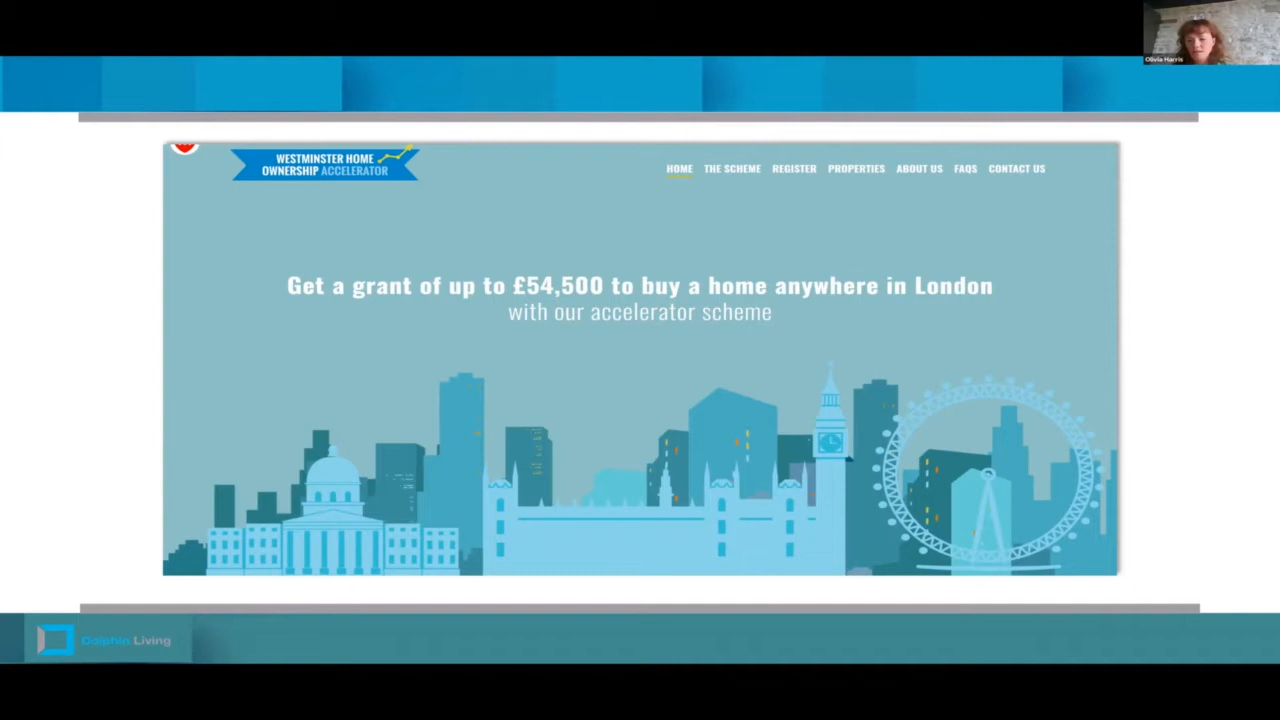 Olivia Harris
WESTMINSTER HOME
OWNERSHIP ACCELERATOR
HOME THE SCHEME REGISTER PROPERTIES ABOUT US FAQS CONTACT US
Get a grant of up to £54,500 to buy a home anywhere in London
with our accelerator scheme
Dolphin Living